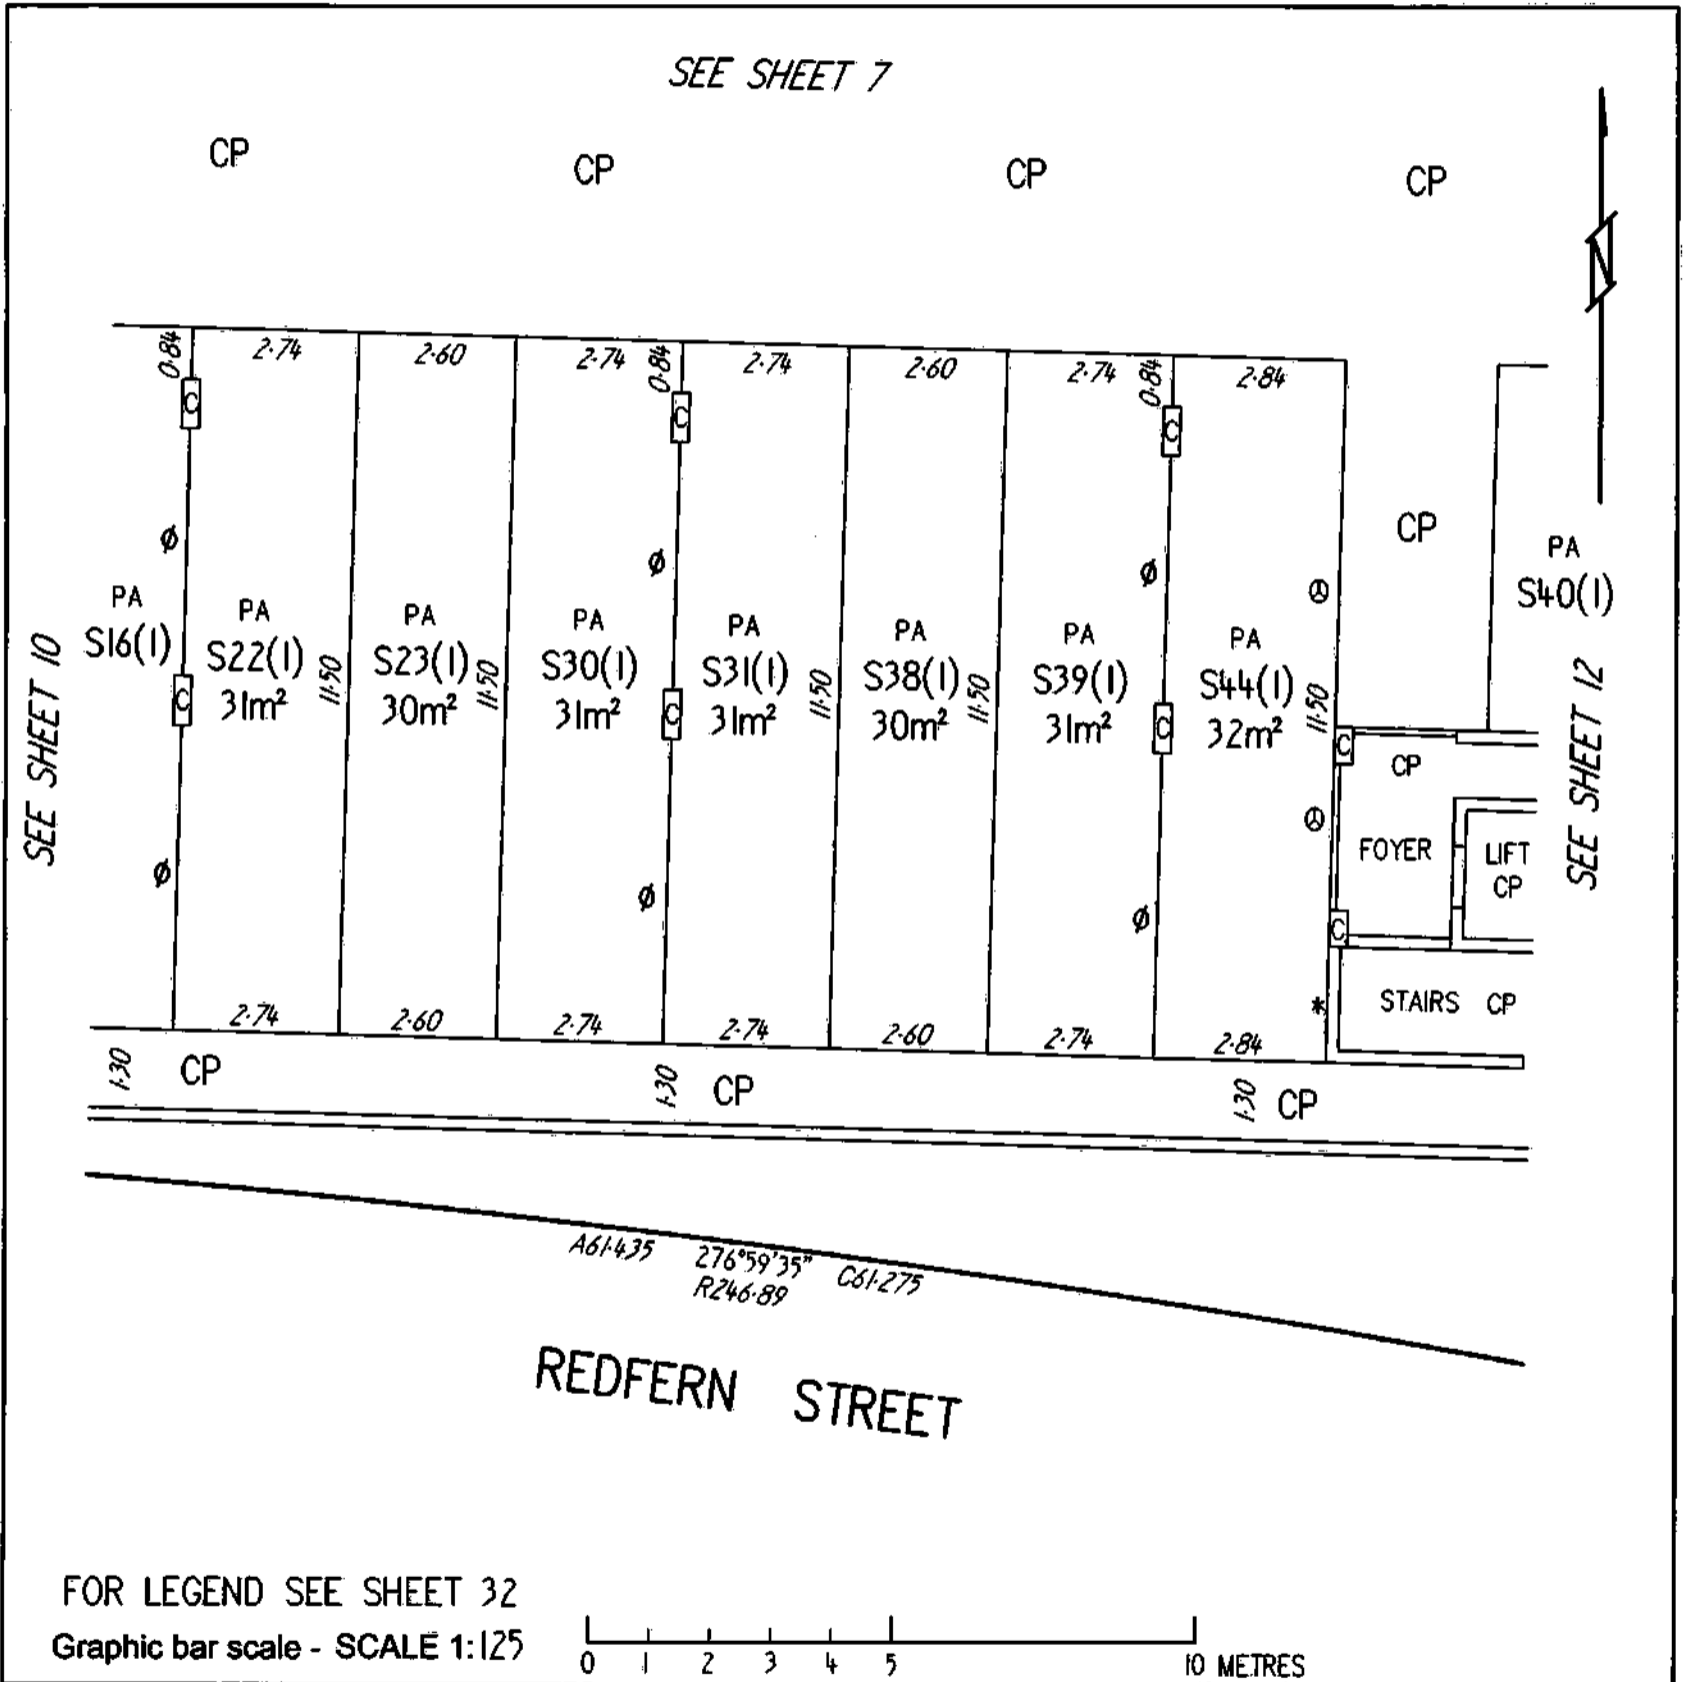 SEE SHEET 7
CP CP CP CP
N
0·84 2·74 2·60 2·74 0·84 2·74 2·60 2·74 0·84 2·84
C C C
Ø Ø Ø
CP
PA
S40(1)
SEE SHEET 10
PA
S16(1)
PA
S22(1)
31m²
11·50
PA
S23(1)
30m²
11·50
PA
S30(1)
31m²
PA
S31(1)
31m²
11·50
PA
S38(1)
30m²
11·50
PA
S39(1)
31m²
PA
S44(1)
32m²
11·50
SEE SHEET 12
C C C C
CP
FOYER
LIFT
CP
Ø Ø Ø
C
STAIRS CP
*
2·74 2·60 2·74 2·74 2·60 2·74 2·84
1·30 CP 1·30 CP 1·30 CP
A61·435 276°59'35" C61·275
R246·89
REDFERN STREET
FOR LEGEND SEE SHEET 32
Graphic bar scale - SCALE 1:125
0 1 2 3 4 5 10 METRES